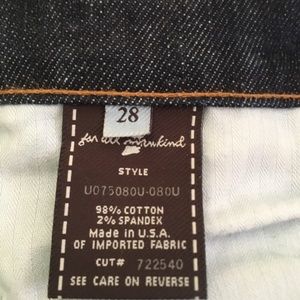 28
for all mankind
STYLE
U075080U-080U
98% COTTON
2% SPANDEX
Made in U.S.A.
OF IMPORTED FABRIC
CUT# 722540
SEE CARE ON REVERSE